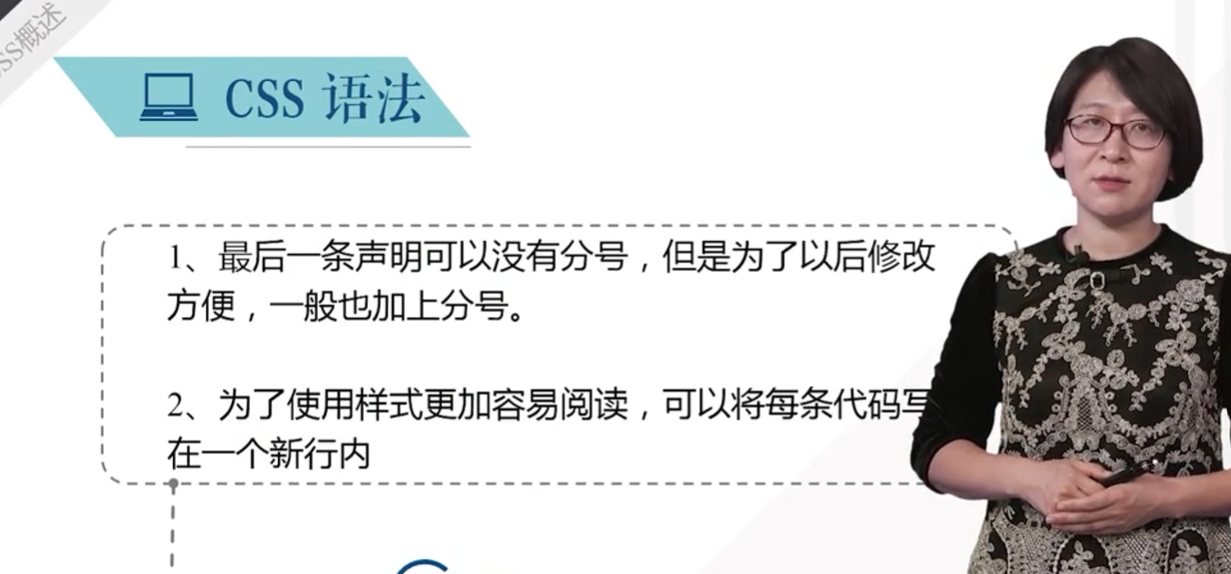 CSS概述
CSS 语法
1、最后一条声明可以没有分号，但是为了以后修改
方便，一般也加上分号。
2、为了使用样式更加容易阅读，可以将每条代码写
在一个新行内